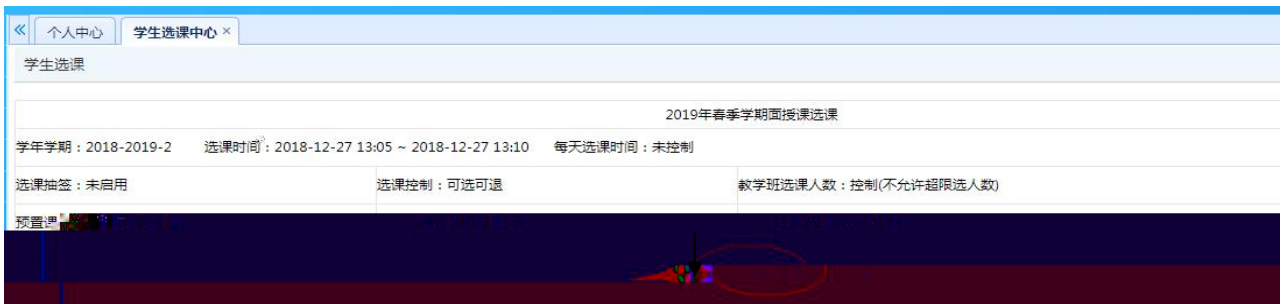 个人中心 学生选课中心 ×
学生选课
2019年春季学期面授课选课
学年学期：2018-2019-2 选课时间：2018-12-27 13:05 ~ 2018-12-27 13:10 每天选课时间：未控制
选课抽签：未启用 选课控制：可选可退 教学班选课人数：控制(不允许超限选人数)
预置课